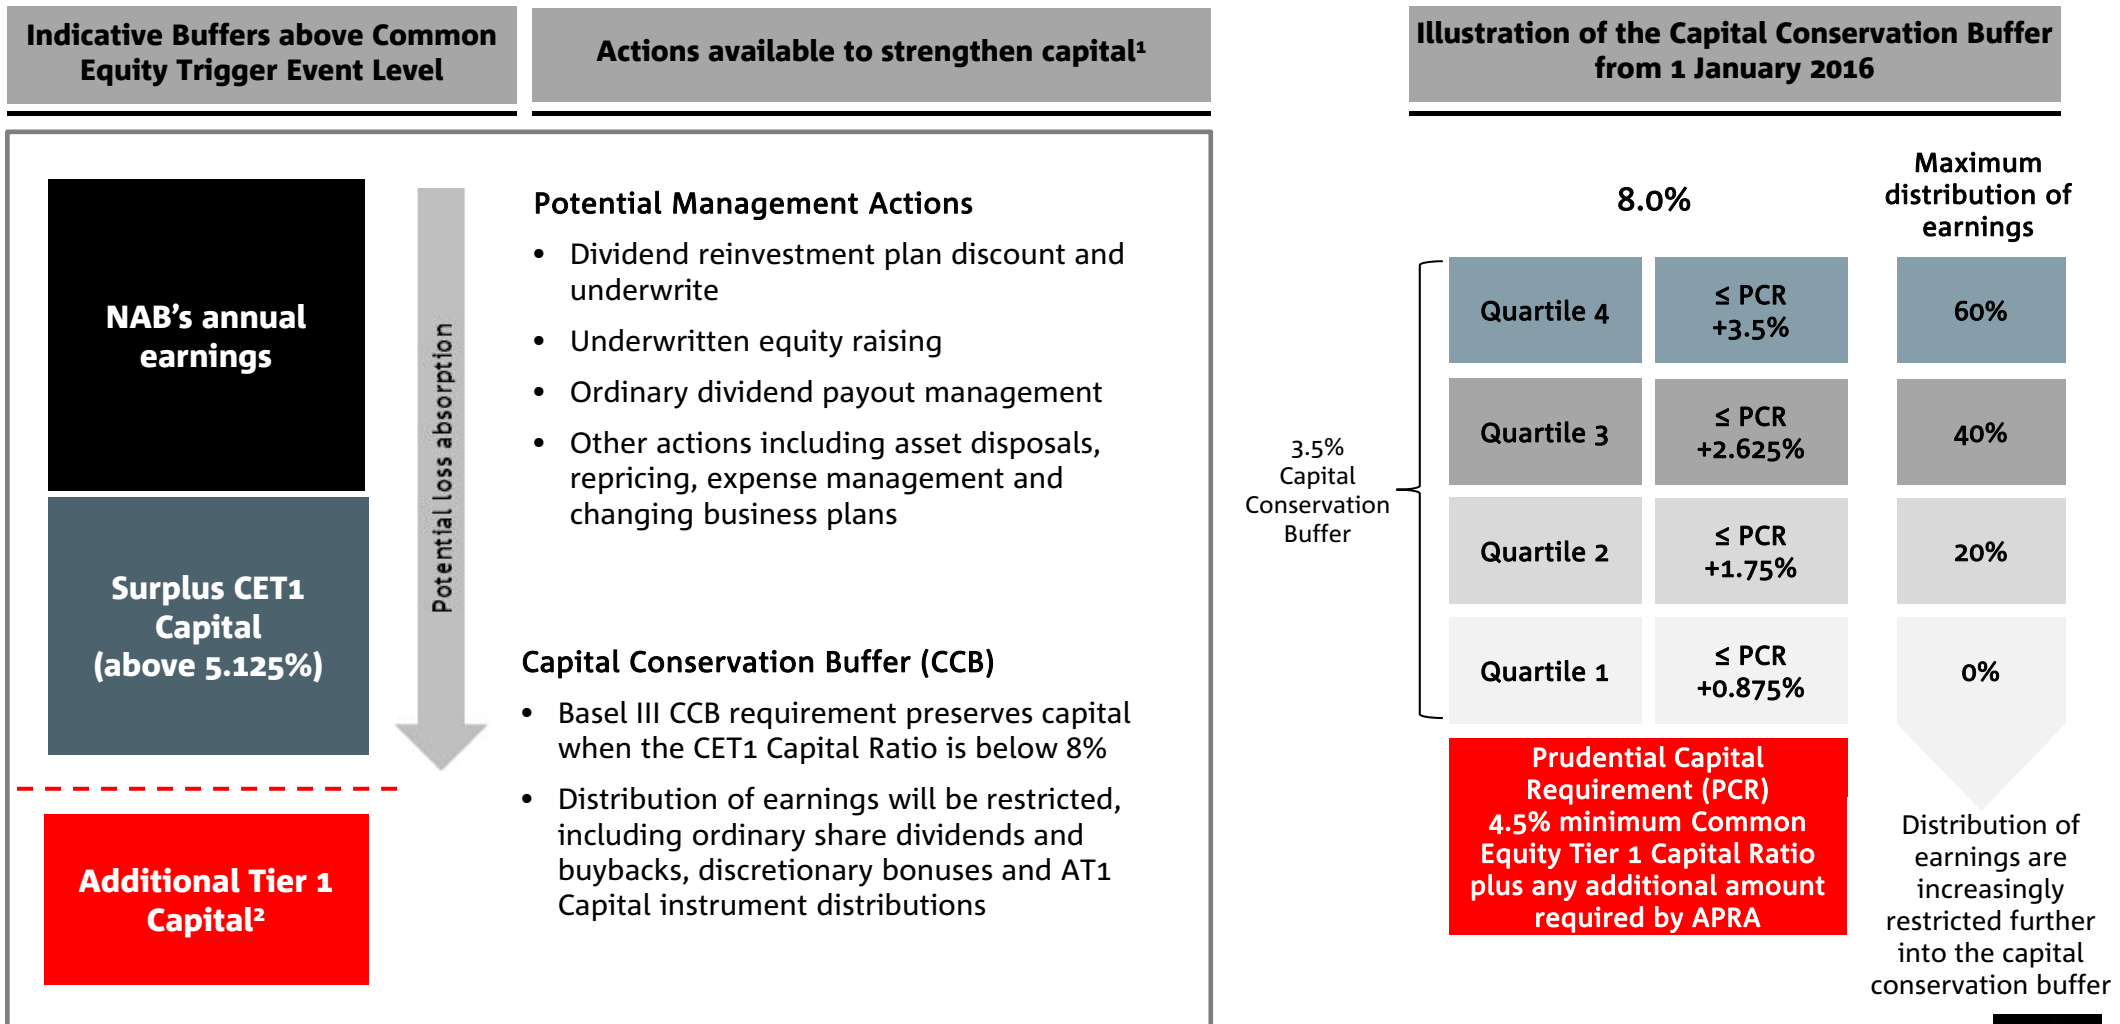 Indicative Buffers above Common
Equity Trigger Event Level
Actions available to strengthen capital¹
Illustration of the Capital Conservation Buffer
from 1 January 2016
NAB’s annual
earnings
Surplus CET1
Capital
(above 5.125%)
Additional Tier 1
Capital²
Potential loss absorption
Potential Management Actions
• Dividend reinvestment plan discount and
underwrite
• Underwritten equity raising
• Ordinary dividend payout management
• Other actions including asset disposals,
repricing, expense management and
changing business plans
Capital Conservation Buffer (CCB)
• Basel III CCB requirement preserves capital
when the CET1 Capital Ratio is below 8%
• Distribution of earnings will be restricted,
including ordinary share dividends and
buybacks, discretionary bonuses and AT1
Capital instrument distributions
3.5%
Capital
Conservation
Buffer
8.0%
Maximum
distribution of
earnings
Quartile 4
≤ PCR
+3.5%
60%
Quartile 3
≤ PCR
+2.625%
40%
Quartile 2
≤ PCR
+1.75%
20%
Quartile 1
≤ PCR
+0.875%
0%
Prudential Capital
Requirement (PCR)
4.5% minimum Common
Equity Tier 1 Capital Ratio
plus any additional amount
required by APRA
Distribution of
earnings are
increasingly
restricted further
into the capital
conservation buffer